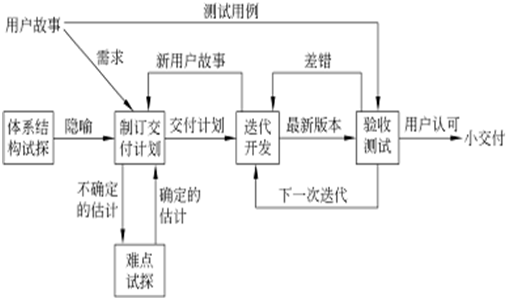 测试用例
用户故事
需求
新用户故事
差错
体系结
构试探
隐喻
制订交
付计划
交付计划
迭代
开发
最新版本
验收
测试
用户认可
小交付
不确定
的估计
确定的
估计
下一次迭代
难点
试探